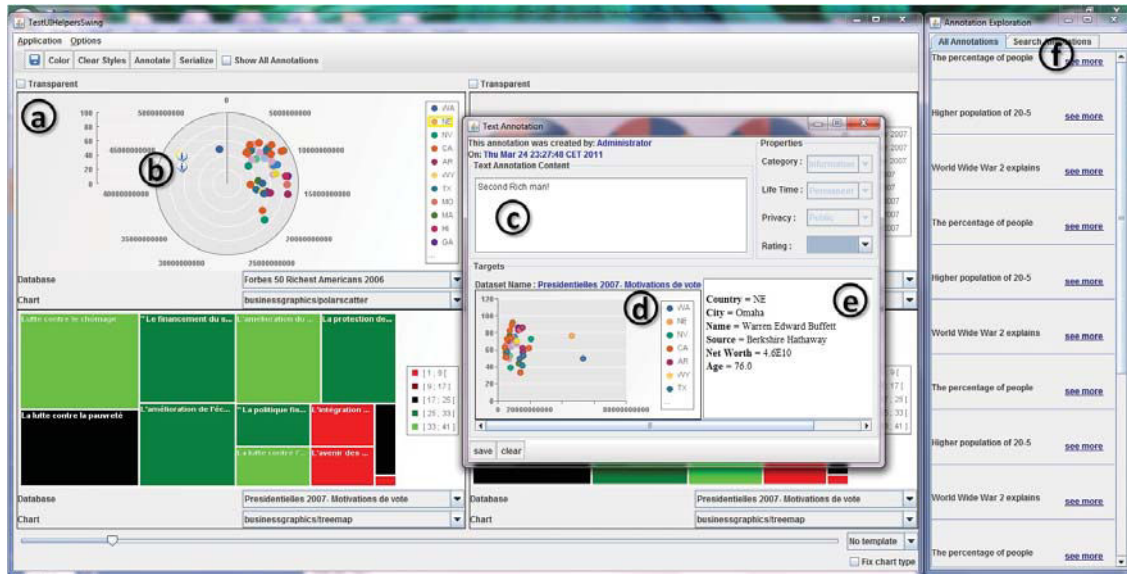 TestUIHelpersSwing
Application Options
Color Clear Styles Annotate Serialize Show All Annotations
Transparent
Transparent
a
0
50000000000
5000000000
100
80
60
40
20
0
45000000000
10000000000
b
40000000000
15000000000
35000000000
20000000000
30000000000
25000000000
WA
NE
NV
CA
AR
WY
TX
MO
MA
HI
GA
...
Database
Forbes 50 Richest Americans 2006
Chart
businessgraphics/polarscatter
Lutte contre le chômage
"Le financement du s...
L'amélioration du ...
La protection de...
La lutte contre la pauvreté
L'amélioration de l'éc...
"La politique fis...
L'intégration ...
La lutte contre l'...
L'avenir des ...
[ 1 ; 9 [
[ 9 ; 17 [
[ 17 ; 25 [
[ 25 ; 33 [
[ 33 ; 41 ]
Database
Presidentielles 2007- Motivations de vote
Chart
businessgraphics/treemap
Database
Presidentielles 2007- Motivations de vote
Chart
businessgraphics/treemap
No template
Fix chart type
Text Annotation
This annotation was created by: Administrator
On: Thu Mar 24 23:27:48 CET 2011
Text Annotation Content
Second Rich man!
c
Properties
Category : Information
Life Time : Permanent
Privacy : Public
Rating :
Targets
Dataset Name : Presidentielles 2007- Motivations de vote
120
100
80
60
40
20
0
0 20000000000 80000000000
d
WA
NE
NV
CA
AR
WY
TX
...
e
Country = NE
City = Omaha
Name = Warren Edward Buffett
Source = Berkshire Hathaway
Net Worth = 4.6E10
Age = 76.0
save clear
Annotation Exploration
All Annotations Search Annotations
f
The percentage of people see more
Higher population of 20-5 see more
World Wide War 2 explains see more
The percentage of people see more
Higher population of 20-5 see more
World Wide War 2 explains see more
The percentage of people see more
Higher population of 20-5 see more
World Wide War 2 explains see more
The percentage of people see more